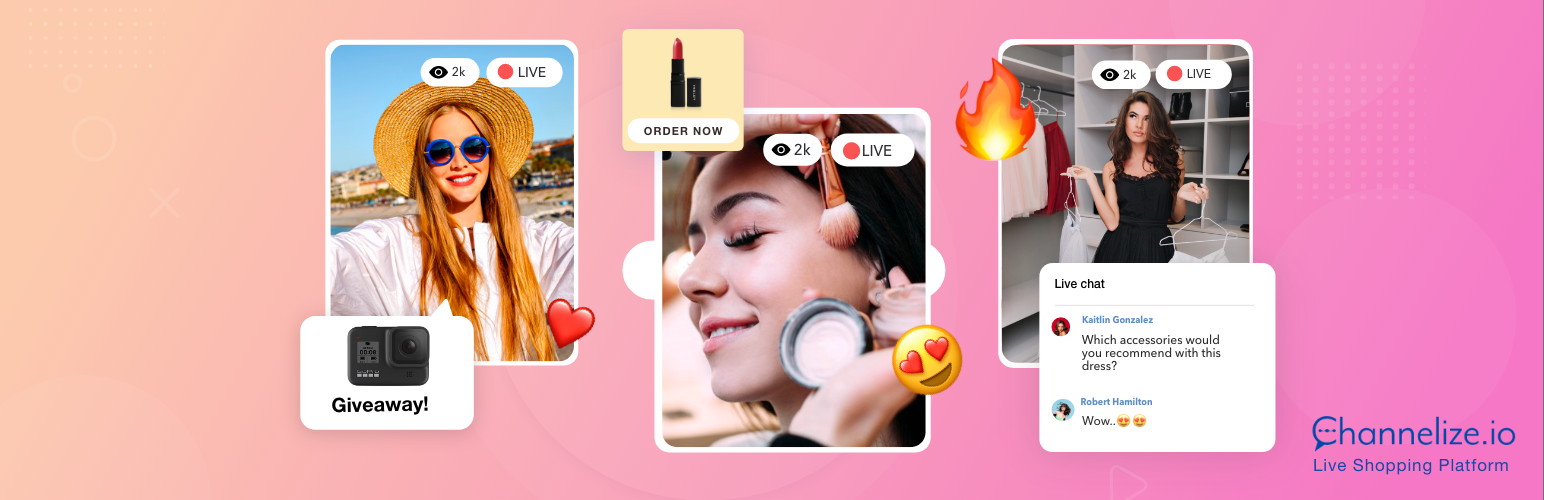 2k
LIVE
Giveaway!
ORDER NOW
2k
LIVE
2k
LIVE
Live chat
Kaitlin Gonzalez
Which accessories would
you recommend with this
dress?
Robert Hamilton
Wow..😍😍
Channelize.io
Live Shopping Platform